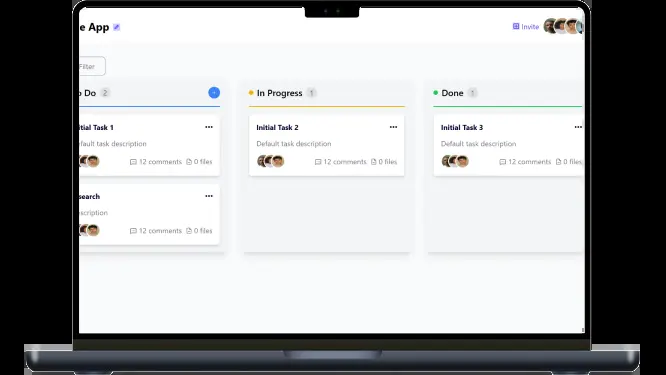 e App
Invite
Filter
o Do 2
In Progress 1
Done 1
itial Task 1
Initial Task 2
Initial Task 3
efault task description
Default task description
Default task description
12 comments 0 files
12 comments 0 files
12 comments 0 files
search
scription
12 comments 0 files